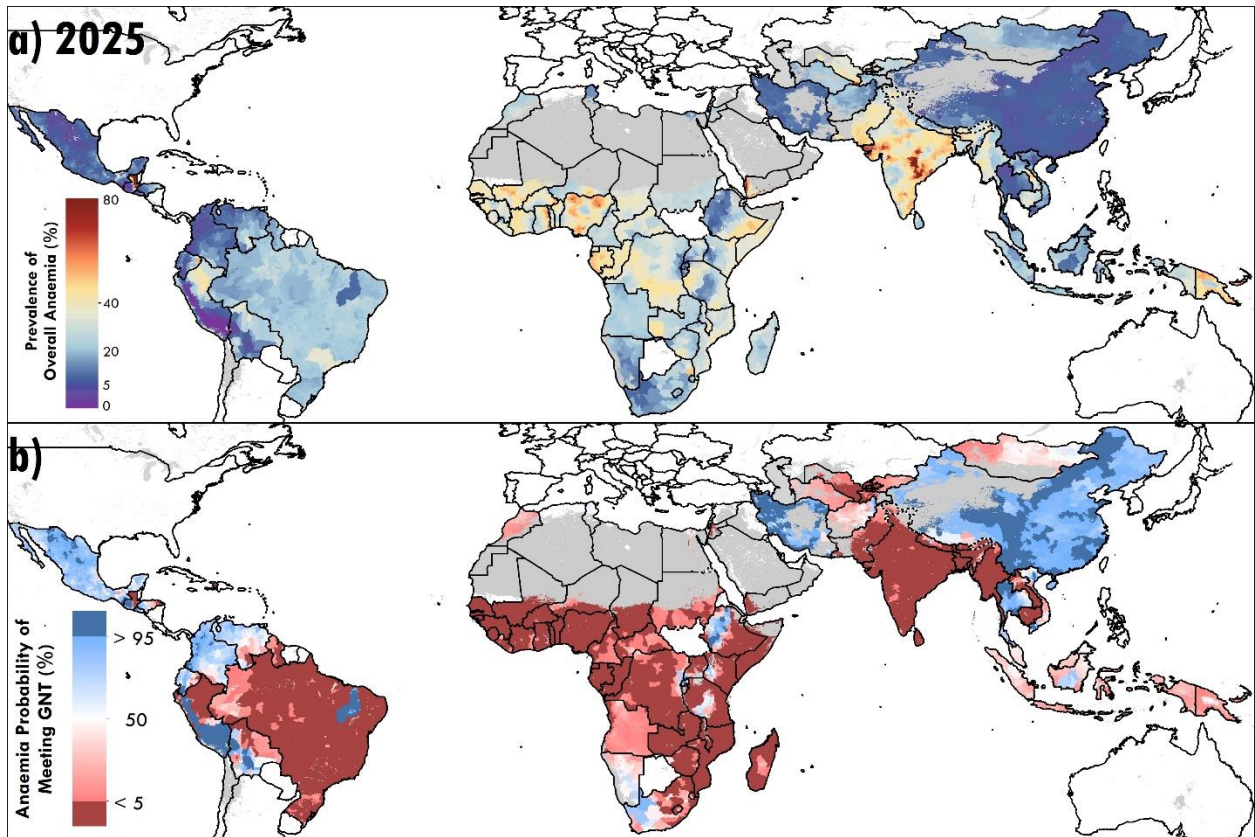 a) 2025
Prevalence of
Overall Anaemia (%)
80
40
20
5
0
b)
Anaemia Probability of
Meeting GNT (%)
> 95
50
< 5